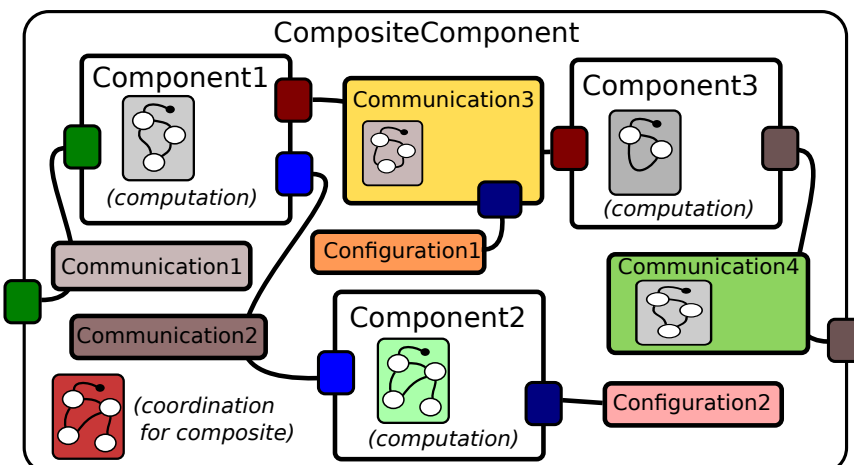 CompositeComponent
Component1
(computation)
Communication3
Component3
(computation)
Communication1
Configuration1
Communication4
Communication2
Component2
(computation)
(coordination
for composite)
Configuration2